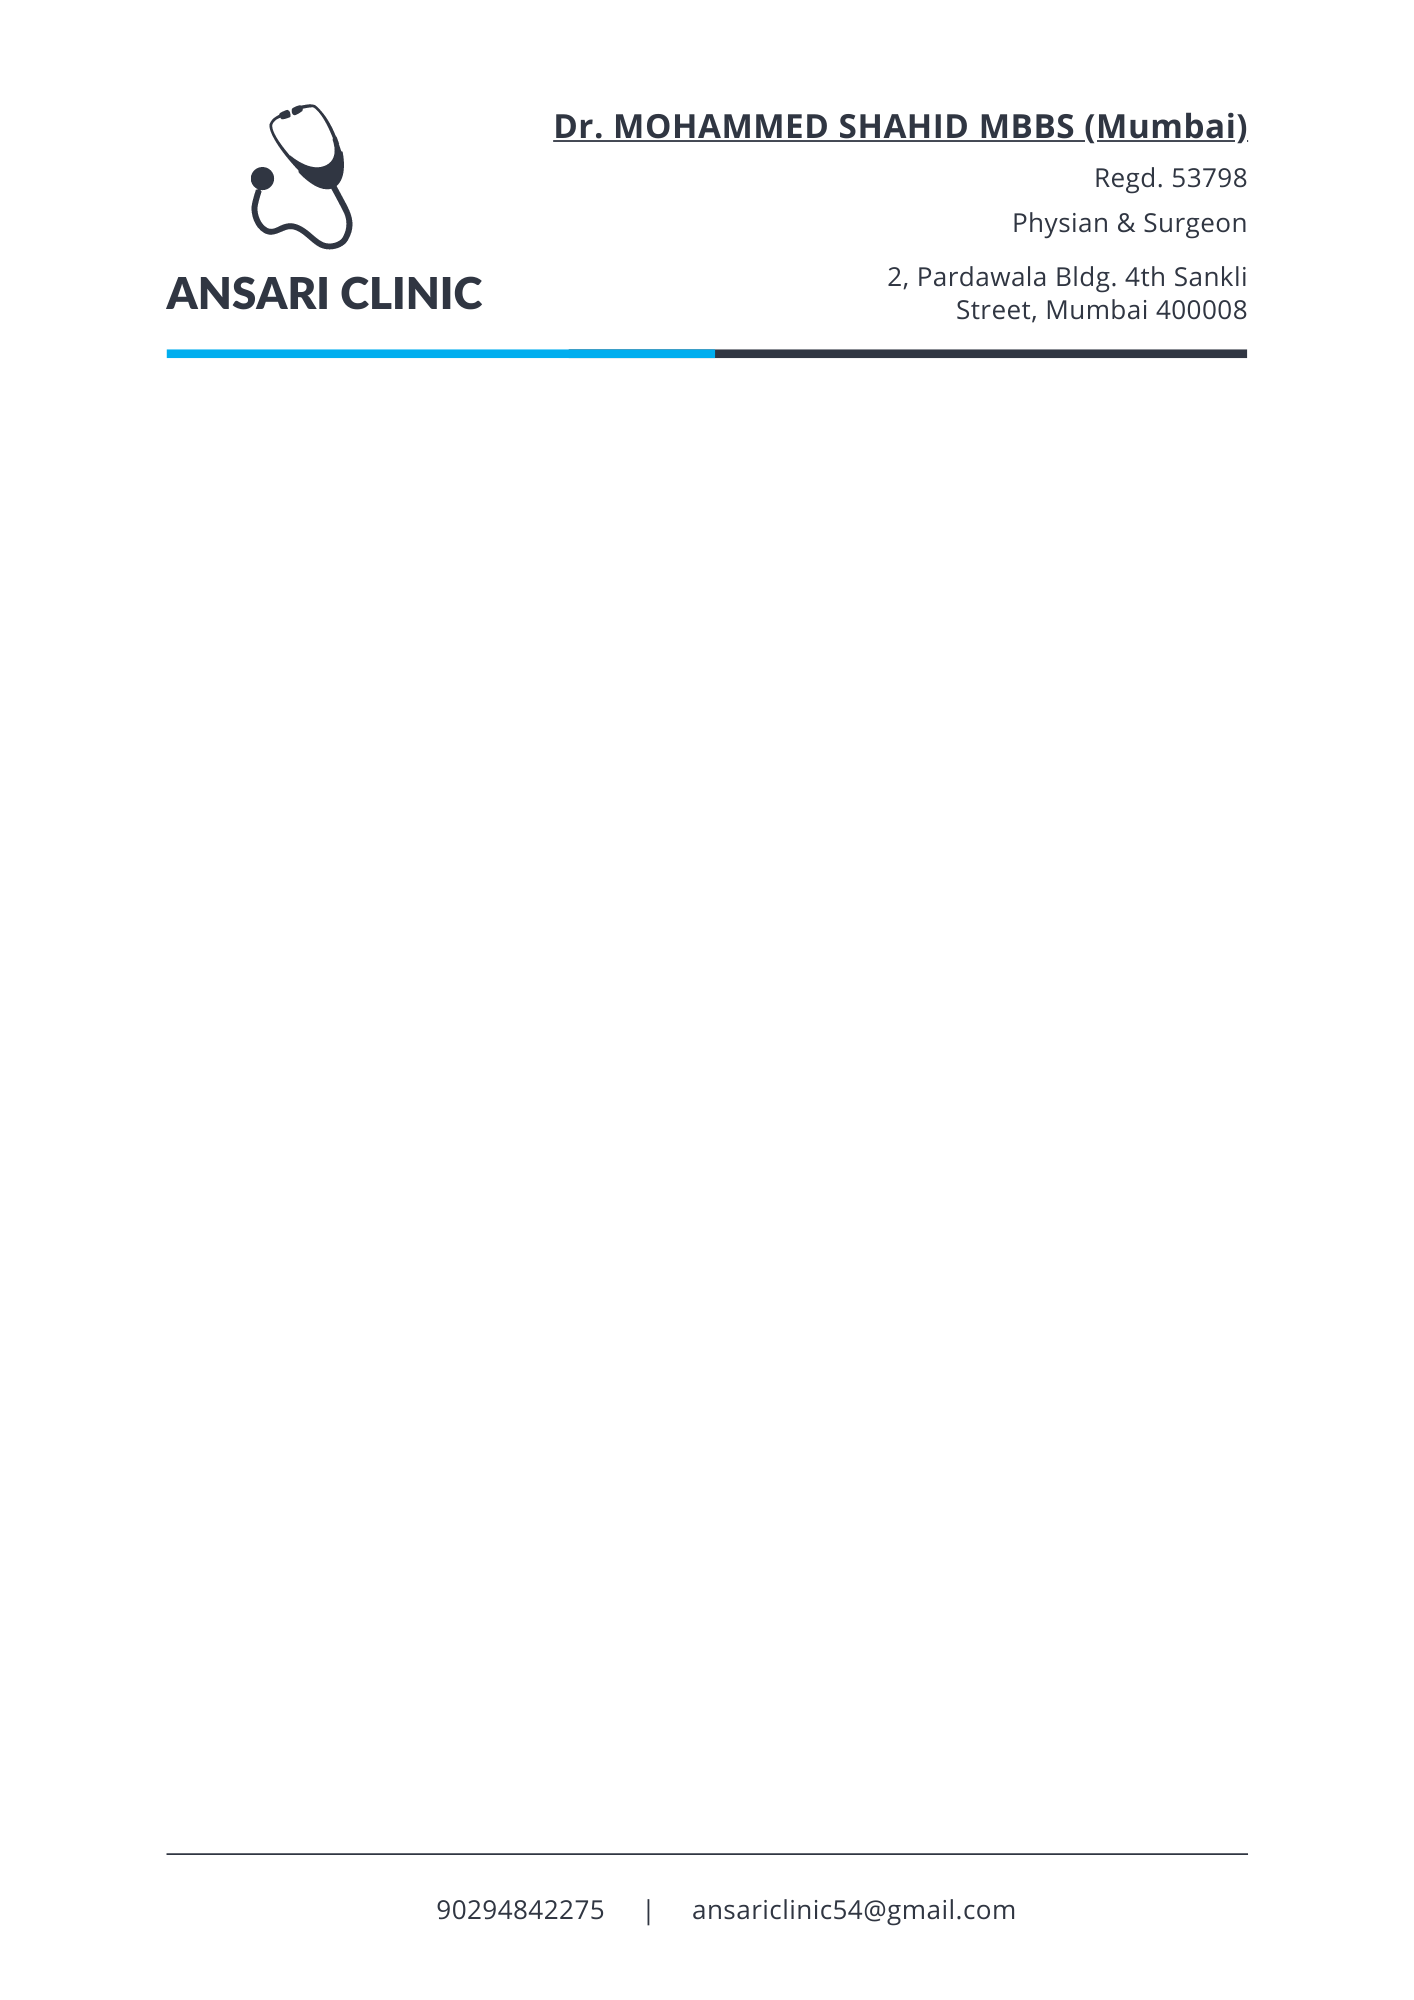 Dr. MOHAMMED SHAHID MBBS (Mumbai)
Regd. 53798
Physian & Surgeon
ANSARI CLINIC
2, Pardawala Bldg. 4th Sankli
Street, Mumbai 400008
90294842275 | ansariclinic54@gmail.com